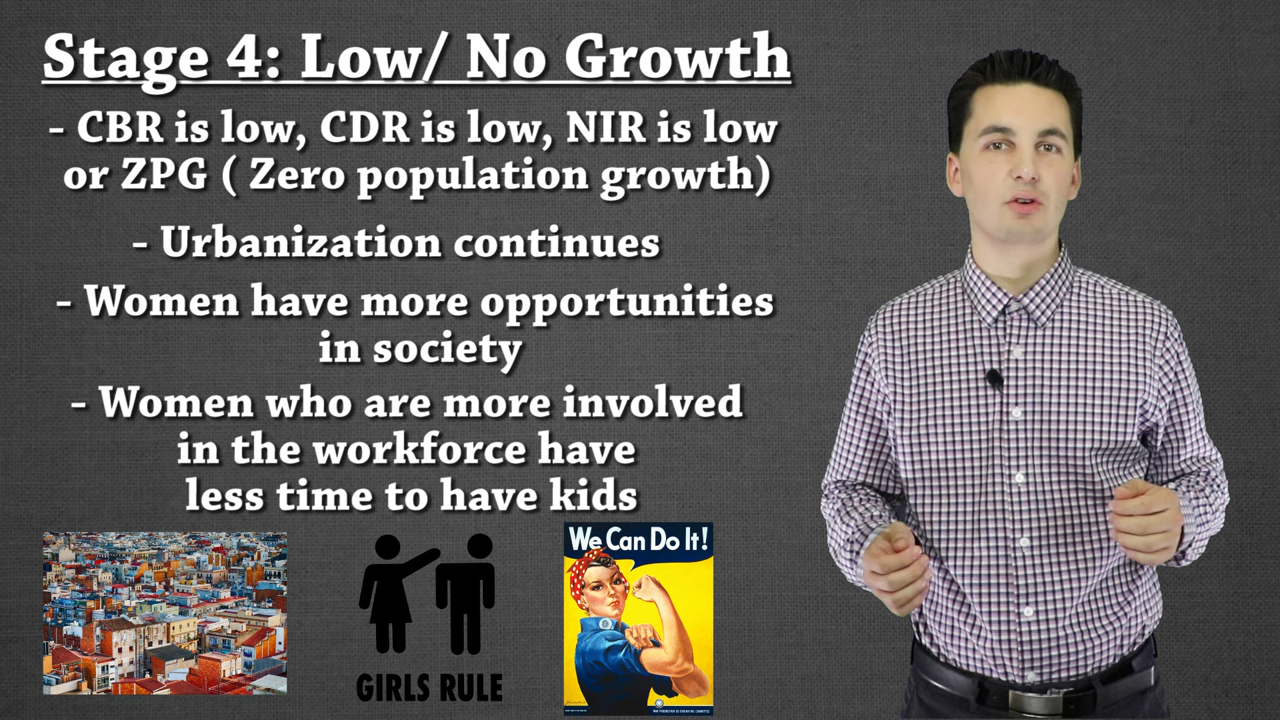 Stage 4: Low/ No Growth
- CBR is low, CDR is low, NIR is low
or ZPG ( Zero population growth)
- Urbanization continues
- Women have more opportunities
in society
- Women who are more involved
in the workforce have
less time to have kids
We Can Do It!
GIRLS RULE